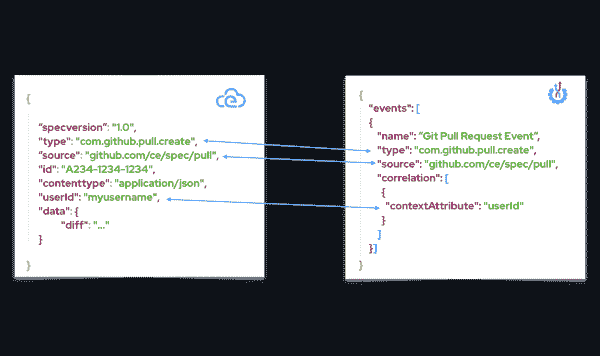 {
"specversion": "1.0",
"type": "com.github.pull.create",
"source": "github.com/ce/spec/pull",
"id": "A234-1234-1234",
"contenttype": "application/json",
"userId": "myusername",
"data": {
"diff": "..."
}
}
{
"events": [
{
"name": "Git Pull Request Event",
"type": "com.github.pull.create",
"source": "github.com/ce/spec/pull",
"correlation": [
{
"contextAttribute": "userId"
}
]
}]
}